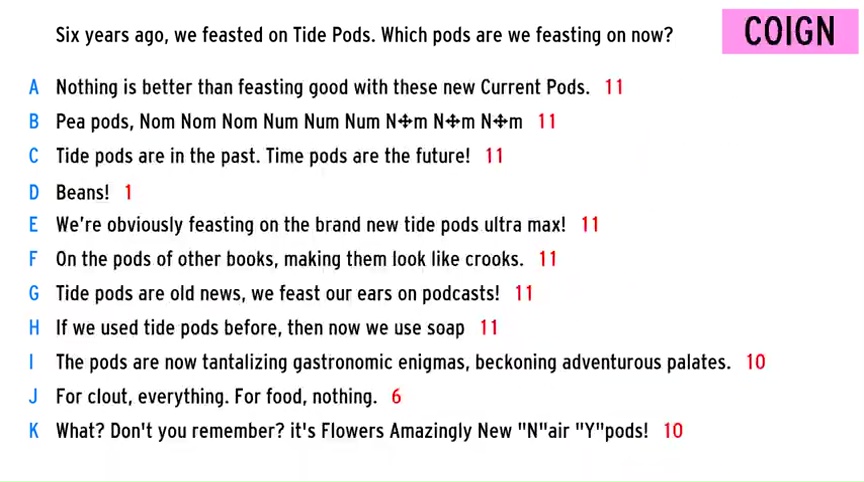 Six years ago, we feasted on Tide Pods. Which pods are we feasting on now?
COIGN
A Nothing is better than feasting good with these new Current Pods. 11
B Pea pods, Nom Nom Nom Num Num Num N✢m N✢m N✢m 11
C Tide pods are in the past. Time pods are the future! 11
D Beans! 1
E We're obviously feasting on the brand new tide pods ultra max! 11
F On the pods of other books, making them look like crooks. 11
G Tide pods are old news, we feast our ears on podcasts! 11
H If we used tide pods before, then now we use soap 11
I The pods are now tantalizing gastronomic enigmas, beckoning adventurous palates. 10
J For clout, everything. For food, nothing. 6
K What? Don't you remember? it's Flowers Amazingly New "N"air "Y"pods! 10